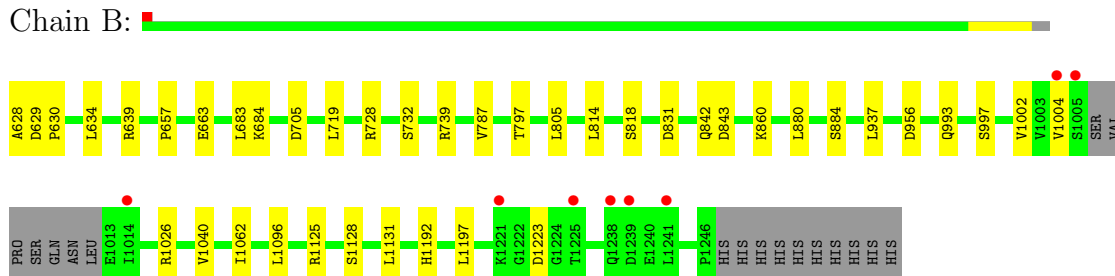 Chain B:
A628 D629 P630 L634 R639 P657 E663 L683 K684 D705 L719 R728 S732 R739 V787 T797 L805 L814 S818 D831 Q842 D843 K860 L880 S884 L937 D956 Q993 S997 V1002 V1003 V1004 S1005 SER VAL
PRO SER GLN ASN LEU E1013 I1014 R1026 V1040 I1062 L1096 R1125 S1128 L1131 H1192 L1197 K1221 G1222 D1223 G1224 T1225 Q1238 D1239 E1240 L1241 P1246 HIS HIS HIS HIS HIS HIS HIS HIS HIS HIS